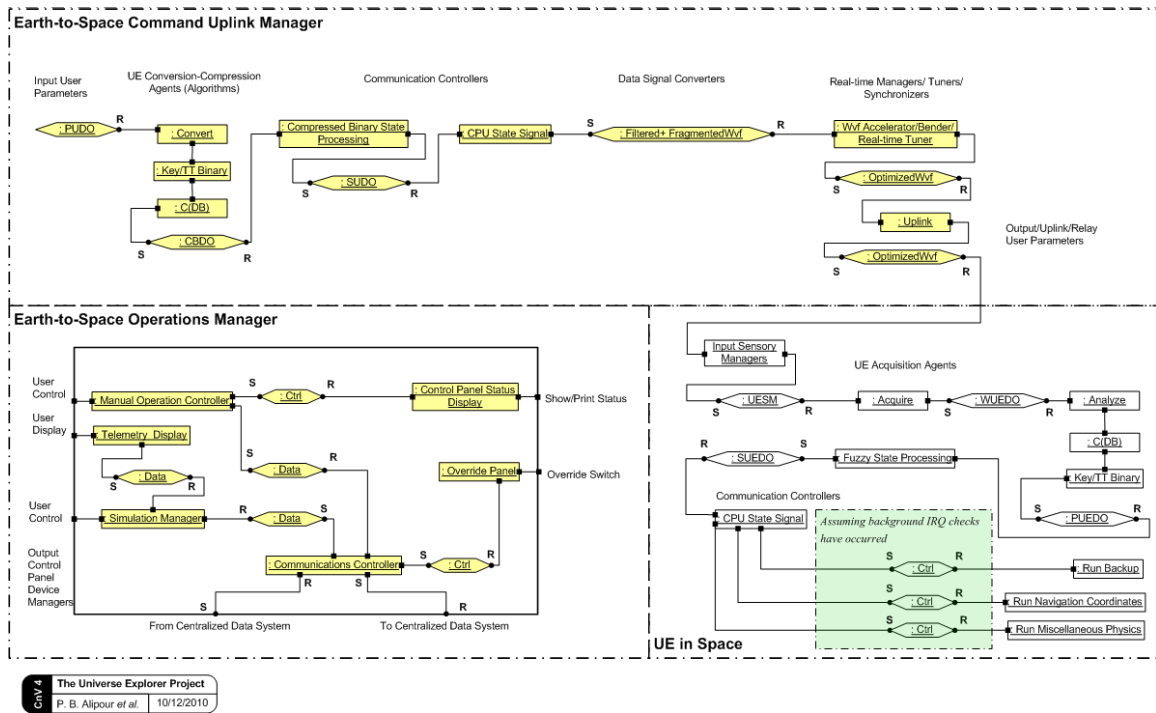 Earth-to-Space Command Uplink Manager
Input User
Parameters
UE Conversion-Compression
Agents (Algorithms)
Communication Controllers
Data Signal Converters
Real-time Managers/ Tuners/
Synchronizers
: PUDO
R
: Convert
: Key/TT Binary
: C(DB)
S
: CBDO
R
: Compressed Binary State
Processing
S
: SUDO
R
: CPU State Signal
S
: Filtered+ FragmentedWvf
R
: Wvf Accelerator/Bender/
Real-time Tuner
S
: OptimizedWvf
R
: Uplink
S
: OptimizedWvf
R
Output/Uplink/Relay
User Parameters
Earth-to-Space Operations Manager
User
Control
: Manual Operation Controller
S
: Ctrl
R
: Control Panel Status
Display
Show/Print Status
User
Display
: Telemetry Display
S
: Data
R
S
: Data
R
: Override Panel
Override Switch
User
Control
: Simulation Manager
R
: Data
S
Output
Control
Panel
Device
Managers
: Communications Controller
S
: Ctrl
R
R
S
S
R
From Centralized Data System
To Centralized Data System
: Input Sensory
Managers
UE Acquisition Agents
S
: UESM
R
: Acquire
S
: WUEDO
R
: Analyze
: C(DB)
: Key/TT Binary
S
: PUEDO
R
: Fuzzy State Processing
S
: SUEDO
R
Communication Controllers
: CPU State Signal
Assuming background IRQ checks
have occurred
S
: Ctrl
R
: Run Backup
S
: Ctrl
R
: Run Navigation Coordinates
S
: Ctrl
R
: Run Miscellaneous Physics
UE in Space
CnV 4
The Universe Explorer Project
P. B. Alipour et al.
10/12/2010